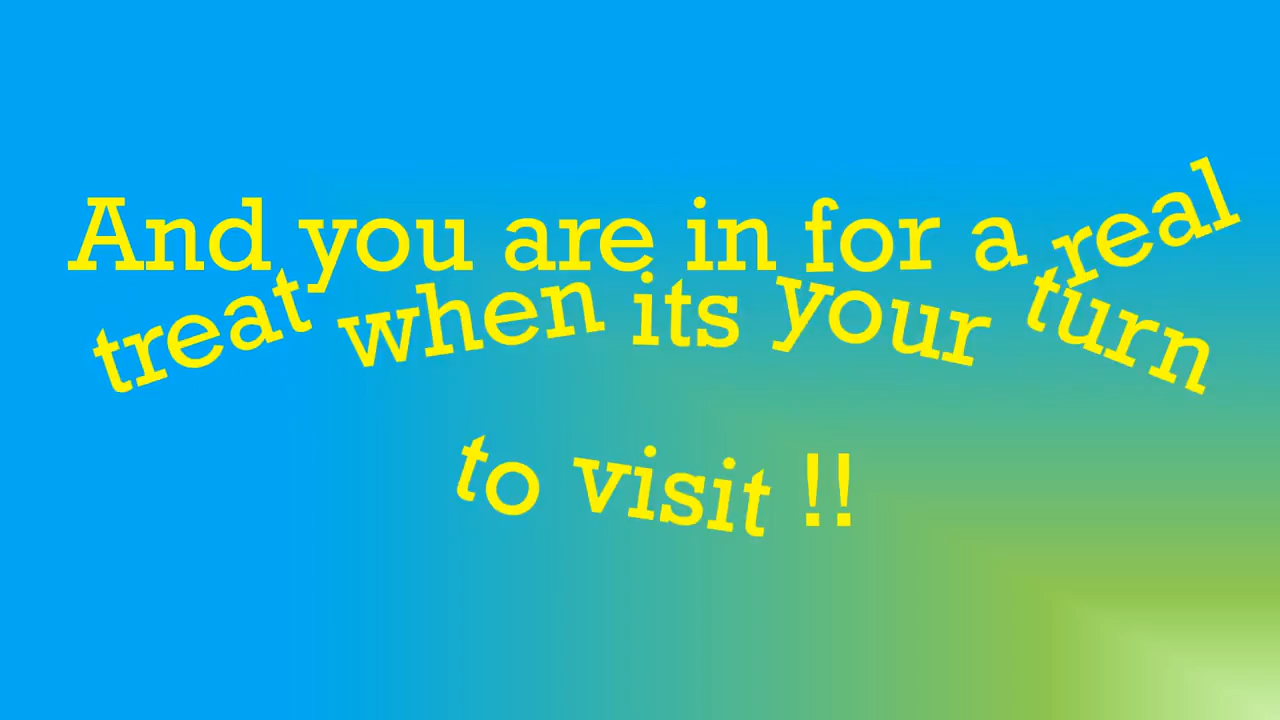 And you are in for a real
treat when its your turn
to visit !!